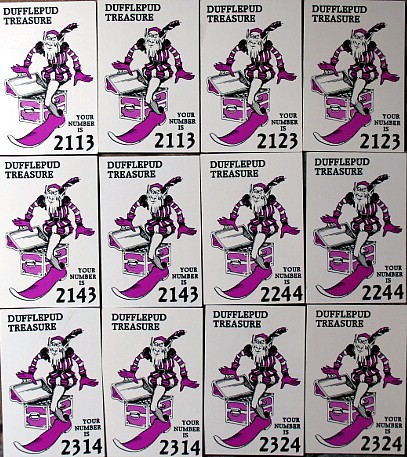 DUFFLEPUD
TREASURE
YOUR
NUMBER
IS
2113
DUFFLEPUD
TREASURE
YOUR
NUMBER
IS
2113
DUFFLEPUD
TREASURE
YOUR
NUMBER
IS
2123
DUFFLEPUD
TREASURE
YOUR
NUMBER
IS
2123
DUFFLEPUD
TREASURE
YOUR
NUMBER
IS
2143
DUFFLEPUD
TREASURE
YOUR
NUMBER
IS
2143
DUFFLEPUD
TREASURE
YOUR
NUMBER
IS
2244
DUFFLEPUD
TREASURE
YOUR
NUMBER
IS
2244
DUFFLEPUD
TREASURE
YOUR
NUMBER
IS
2314
DUFFLEPUD
TREASURE
YOUR
NUMBER
IS
2314
DUFFLEPUD
TREASURE
YOUR
NUMBER
IS
2324
DUFFLEPUD
TREASURE
YOUR
NUMBER
IS
2324